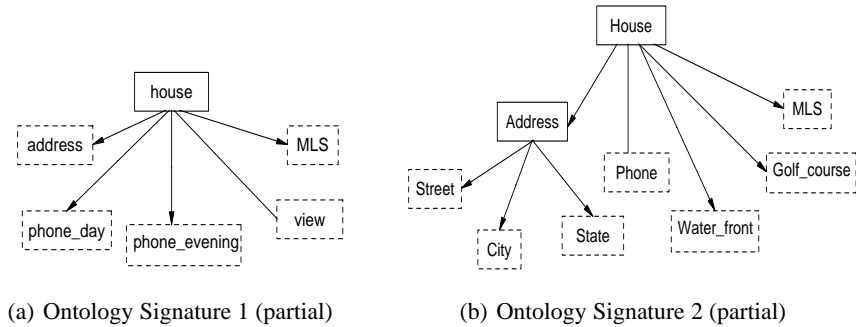 house
address
MLS
phone_day
phone_evening
view
(a) Ontology Signature 1 (partial)
House
Address
MLS
Street
Phone
Golf_course
City
State
Water_front
(b) Ontology Signature 2 (partial)